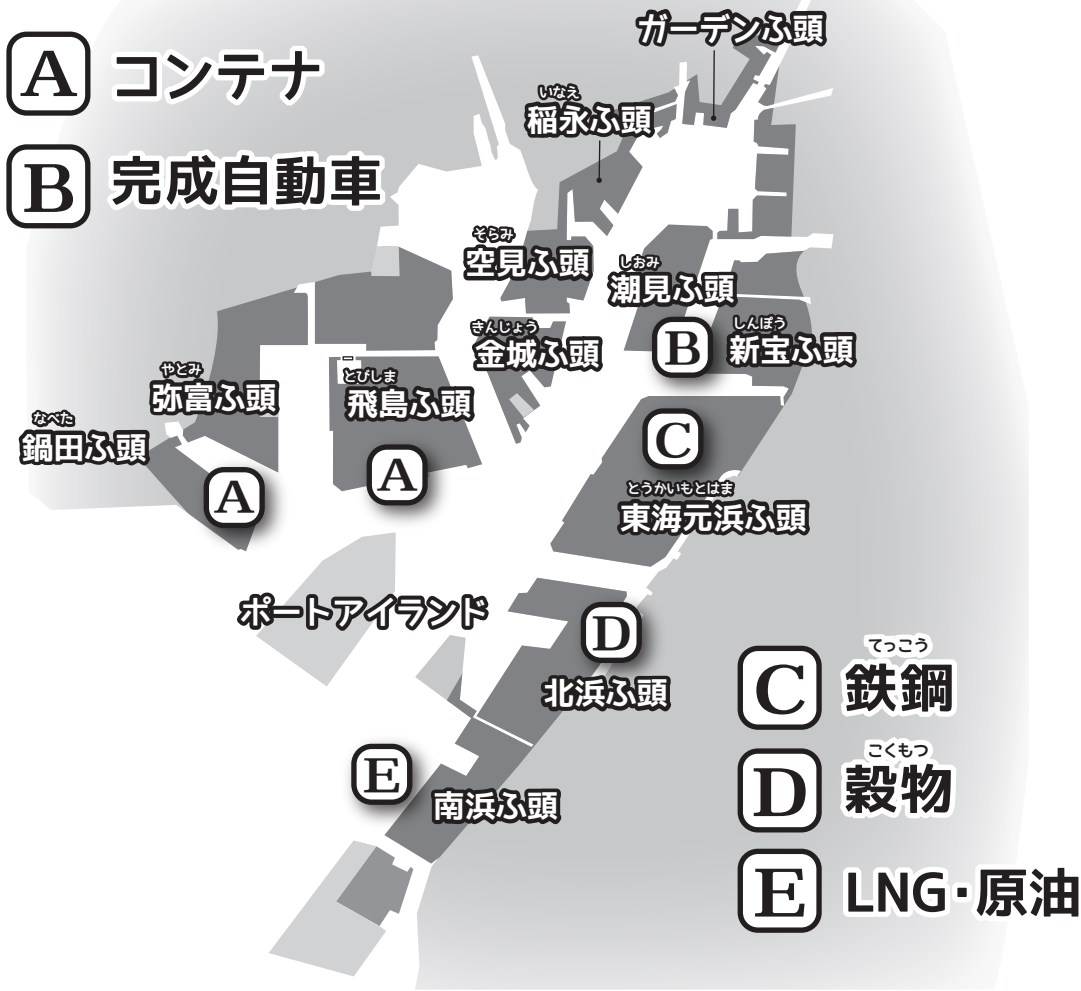 A コンテナ
B 完成自動車
ガーデンふ頭
いなえ
稲永ふ頭
そらみ
空見ふ頭
しおみ
潮見ふ頭
きんじょう
金城ふ頭
B
しんぽう
新宝ふ頭
やとみ
弥富ふ頭
とびしま
飛島ふ頭
なべた
鍋田ふ頭
A
A
C
とうかいもとはま
東海元浜ふ頭
ポートアイランド
D
北浜ふ頭
E
南浜ふ頭
てっこう
C 鉄鋼
こくもつ
D 穀物
E LNG・原油